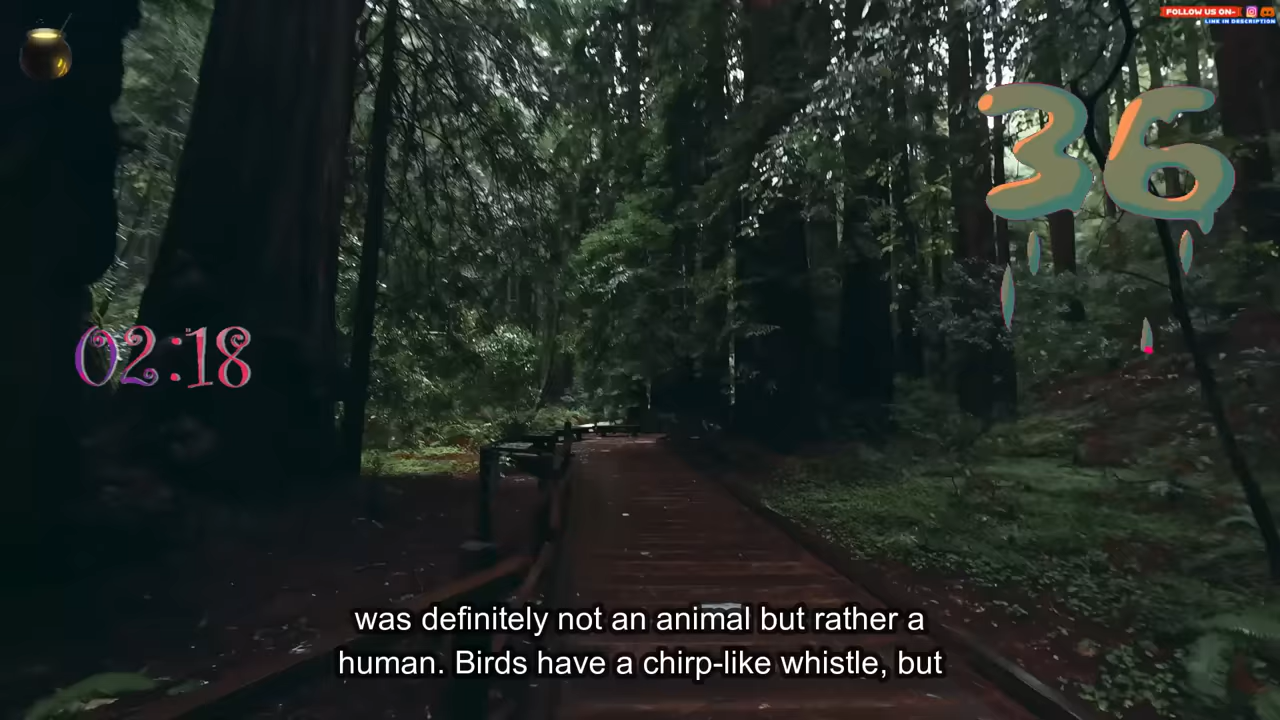 FOLLOW US ON-
LINK IN DESCRIPTION
36
02:18
was definitely not an animal but rather a
human. Birds have a chirp-like whistle, but